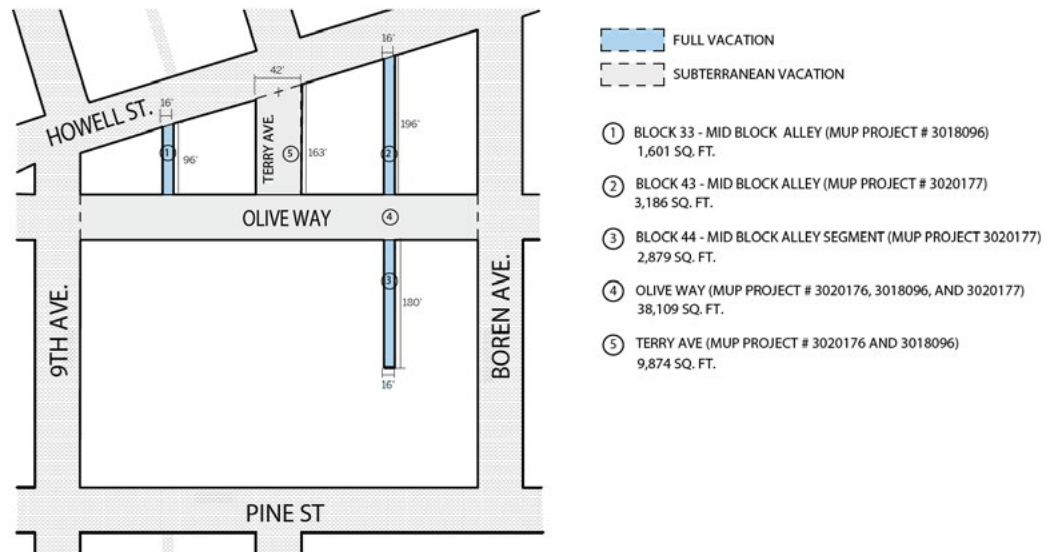 16'
42'
16'
HOWELL ST.
96'
1
TERRY AVE.
5
163'
196'
2
OLIVE WAY
4
3
180'
16'
9TH AVE.
BOREN AVE.
PINE ST
FULL VACATION
SUBTERRANEAN VACATION
1 BLOCK 33 - MID BLOCK ALLEY (MUP PROJECT # 3018096)
1,601 SQ. FT.
2 BLOCK 43 - MID BLOCK ALLEY (MUP PROJECT # 3020177)
3,186 SQ. FT.
3 BLOCK 44 - MID BLOCK ALLEY SEGMENT (MUP PROJECT 3020177)
2,879 SQ. FT.
4 OLIVE WAY (MUP PROJECT # 3020176, 3018096, AND 3020177)
38,109 SQ. FT.
5 TERRY AVE (MUP PROJECT # 3020176 AND 3018096)
9,874 SQ. FT.